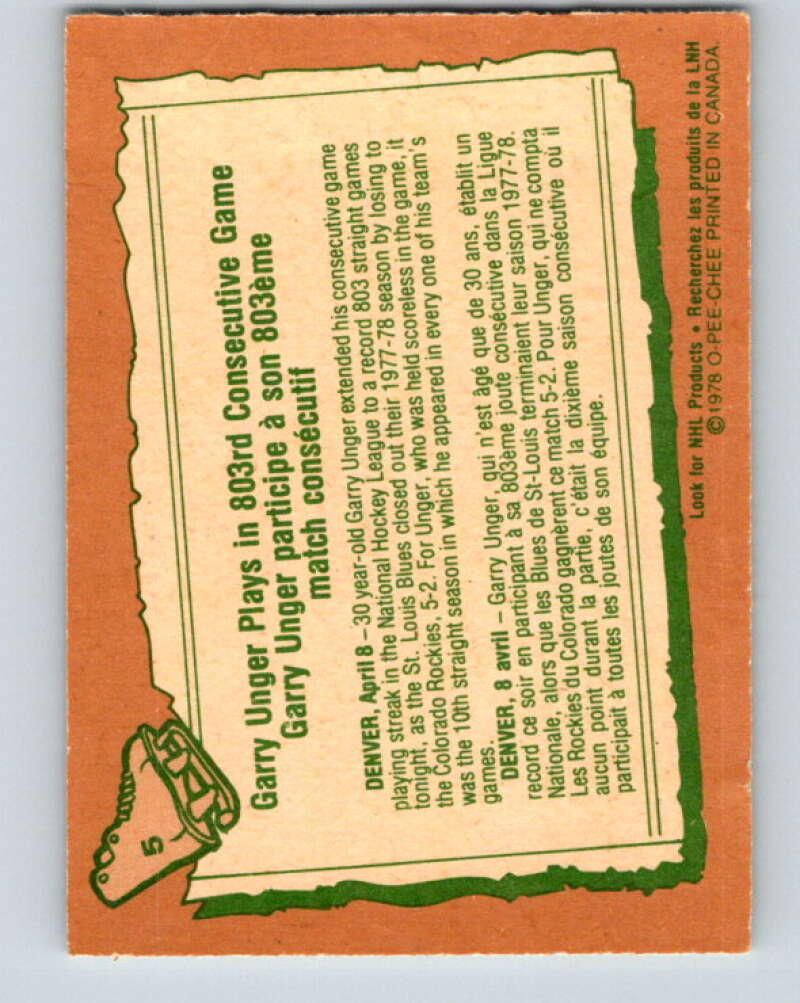 5
Garry Unger Plays in 803rd Consecutive Game
Garry Unger participe à son 803ème
match consécutif
DENVER, April 8 – 30 year-old Garry Unger extended his consecutive game
playing streak in the National Hockey League to a record 803 straight games
tonight, as the St. Louis Blues closed out their 1977-78 season by losing to
the Colorado Rockies, 5-2. For Unger, who was held scoreless in the game, it
was the 10th straight season in which he appeared in every one of his team's
games.
DENVER, 8 avril – Garry Unger, qui n'est âgé que de 30 ans, établit un
record ce soir en participant à sa 803ème joute consécutive dans la Ligue
Nationale, alors que les Blues de St-Louis terminaient leur saison 1977-78.
Les Rockies du Colorado gagnèrent ce match 5-2. Pour Unger, qui ne compta
aucun point durant la partie, c'était la dixième saison consécutive où il
participait à toutes les joutes de son équipe.
Look for NHL Products • Recherchez les produits de la LNH
©1978 O-PEE-CHEE PRINTED IN CANADA.